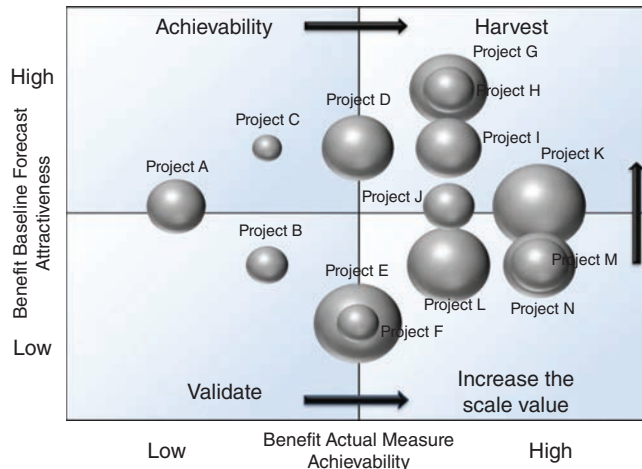 Achievability
Harvest
Project G
High
Project H
Project D
Project C
Project I
Project A
Project K
Project J
Benefit Baseline Forecast
Attractiveness
Project B
Project E
Project M
Project L
Project N
Project F
Low
Validate
Increase the
scale value
Low
Benefit Actual Measure
Achievability
High